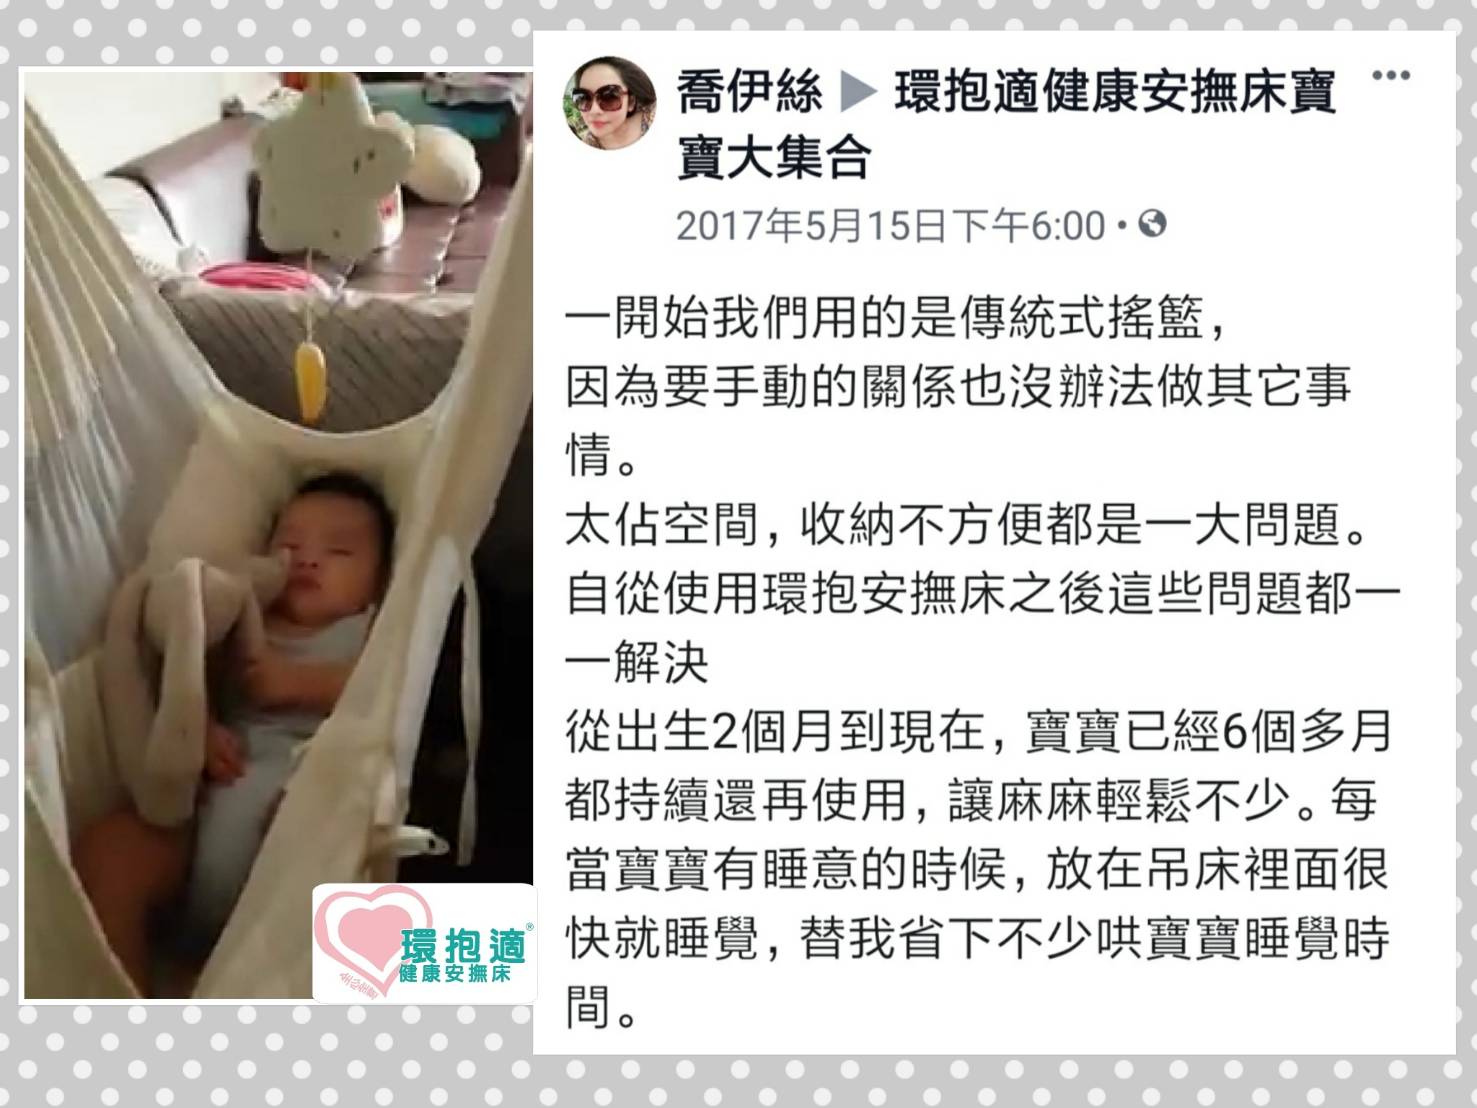 喬伊絲 ▶ 環抱適健康安撫床寶
寶大集合
2017年5月15日下午6:00
一開始我們用的是傳統式搖籃，
因為要手動的關係也沒辦法做其它事
情。
太佔空間，收納不方便都是一大問題。
自從使用環抱安撫床之後這些問題都一
一解決
從出生2個月到現在，寶寶已經6個多月
都持續還再使用，讓麻麻輕鬆不少。每
當寶寶有睡意的時候，放在吊床裡面很
快就睡覺，替我省下不少哄寶寶睡覺時
間。
環抱適®
健康安撫床